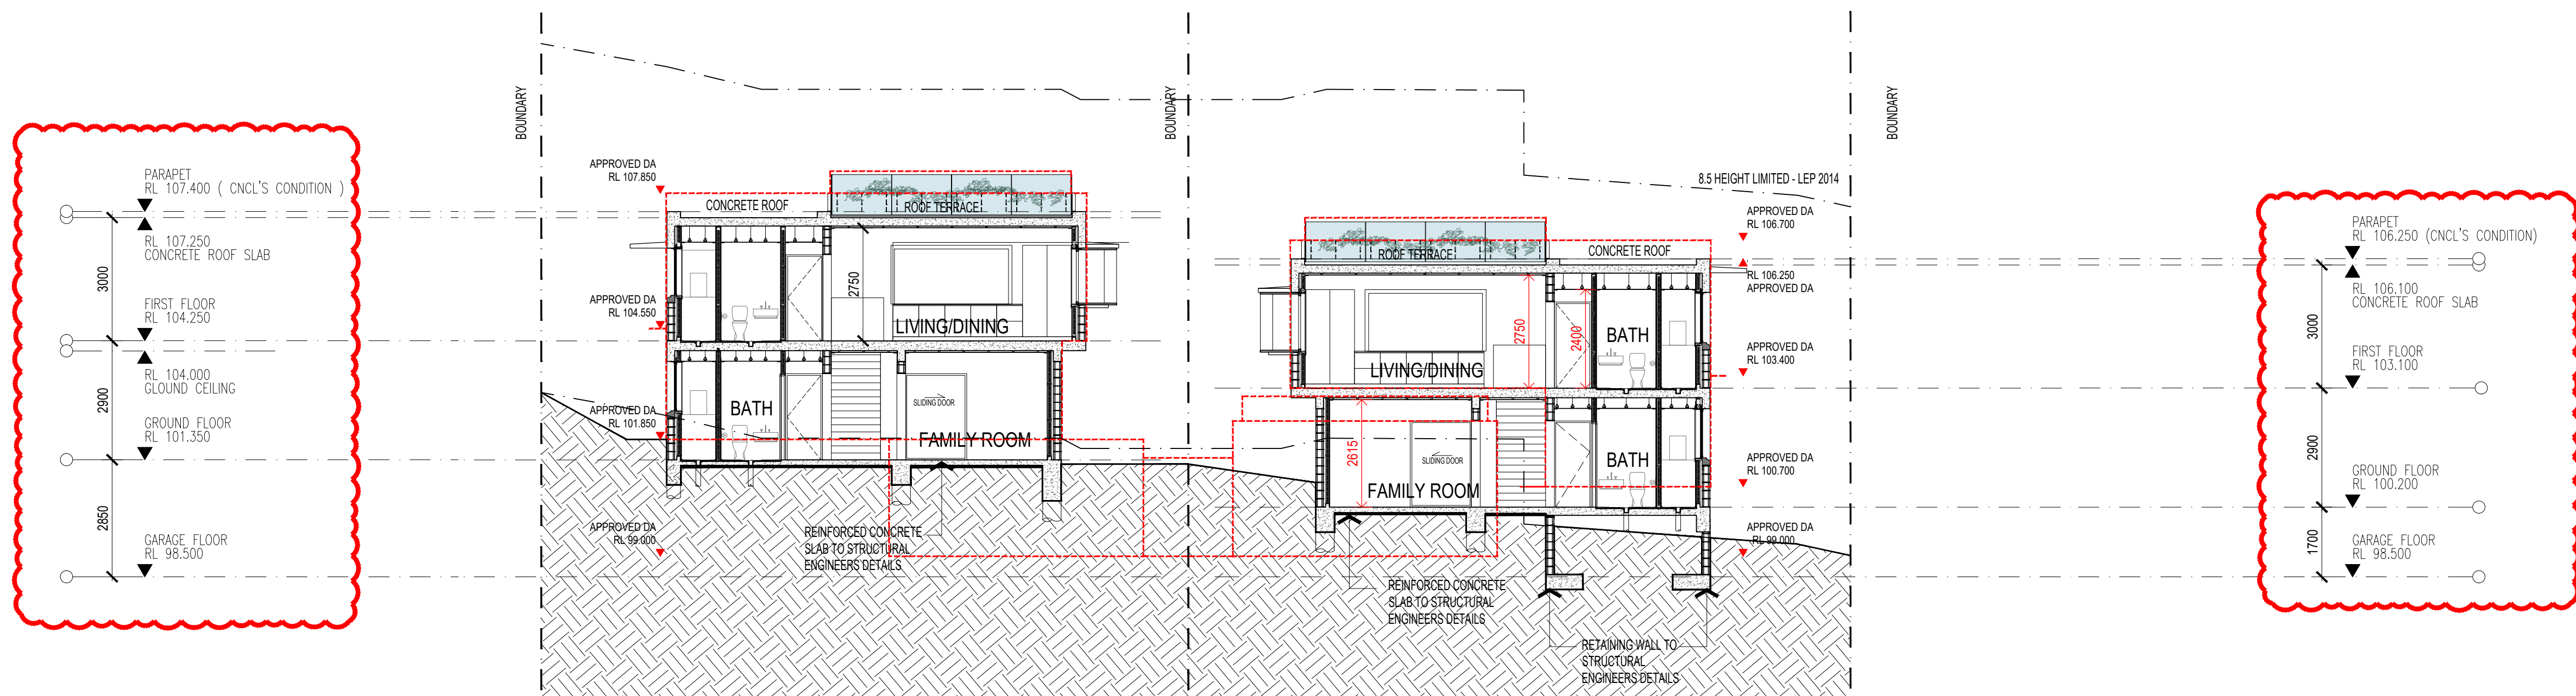 PARAPET
RL 107.400 ( CNCL'S CONDITION )
RL 107.250
CONCRETE ROOF SLAB
3000
FIRST FLOOR
RL 104.250
RL 104.000
GLOUND CEILING
2900
GROUND FLOOR
RL 101.350
2850
GARAGE FLOOR
RL 98.500
BOUNDARY
APPROVED DA
RL 107.850
APPROVED DA
RL 104.550
APPROVED DA
RL 101.850
APPROVED DA
RL 99.000
CONCRETE ROOF
ROOF TERRACE
2750
LIVING/DINING
BATH
SLIDING DOOR
FAMILY ROOM
REINFORCED CONCRETE
SLAB TO STRUCTURAL
ENGINEERS DETAILS
BOUNDARY
8.5 HEIGHT LIMITED - LEP 2014
ROOF TERRACE
CONCRETE ROOF
2750
2400
BATH
LIVING/DINING
2615
SLIDING DOOR
BATH
FAMILY ROOM
REINFORCED CONCRETE
SLAB TO STRUCTURAL
ENGINEERS DETAILS
RETAINING WALL TO
STRUCTURAL
ENGINEERS DETAILS
APPROVED DA
RL 106.700
RL 106.250
APPROVED DA
APPROVED DA
RL 103.400
APPROVED DA
RL 100.700
APPROVED DA
RL 99.000
BOUNDARY
PARAPET
RL 106.250 (CNCL'S CONDITION)
RL 106.100
CONCRETE ROOF SLAB
3000
FIRST FLOOR
RL 103.100
2900
GROUND FLOOR
RL 100.200
1700
GARAGE FLOOR
RL 98.500